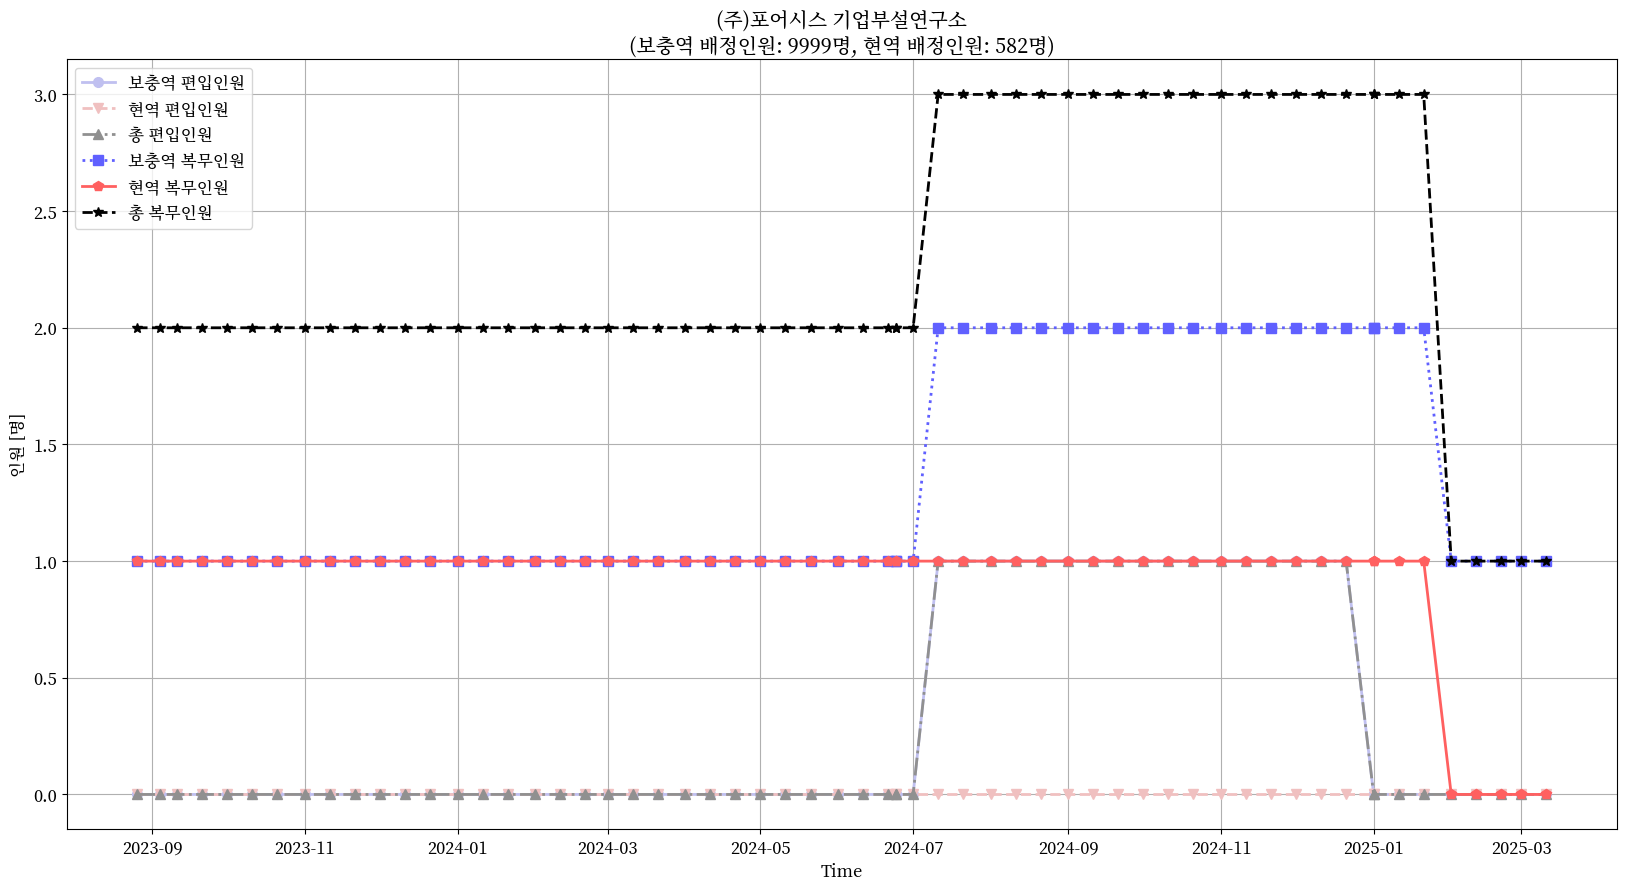 (주)포어시스 기업부설연구소
(보충역 배정인원: 9999명, 현역 배정인원: 582명)
보충역 편입인원
현역 편입인원
총 편입인원
보충역 복무인원
현역 복무인원
총 복무인원
인원 [명]
3.0
2.5
2.0
1.5
1.0
0.5
0.0
2023-09 2023-11 2024-01 2024-03 2024-05 2024-07 2024-09 2024-11 2025-01 2025-03
Time